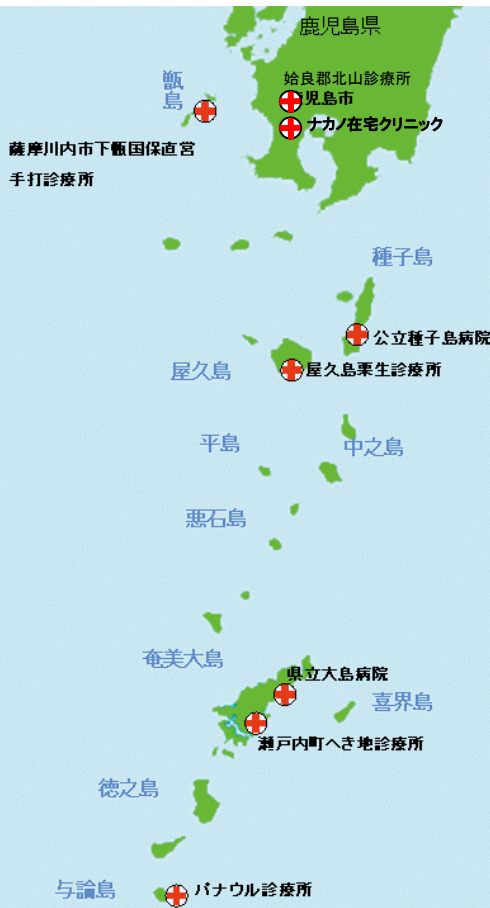 鹿児島県
甑島
姶良郡北山診療所
児島市
ナカノ在宅クリニック
薩摩川内市下甑国保直営
手打診療所
種子島
公立種子島病院
屋久島
屋久島栗生診療所
平島
中之島
悪石島
奄美大島
県立大島病院
喜界島
瀬戸内町へき地診療所
徳之島
与論島
パナウル診療所